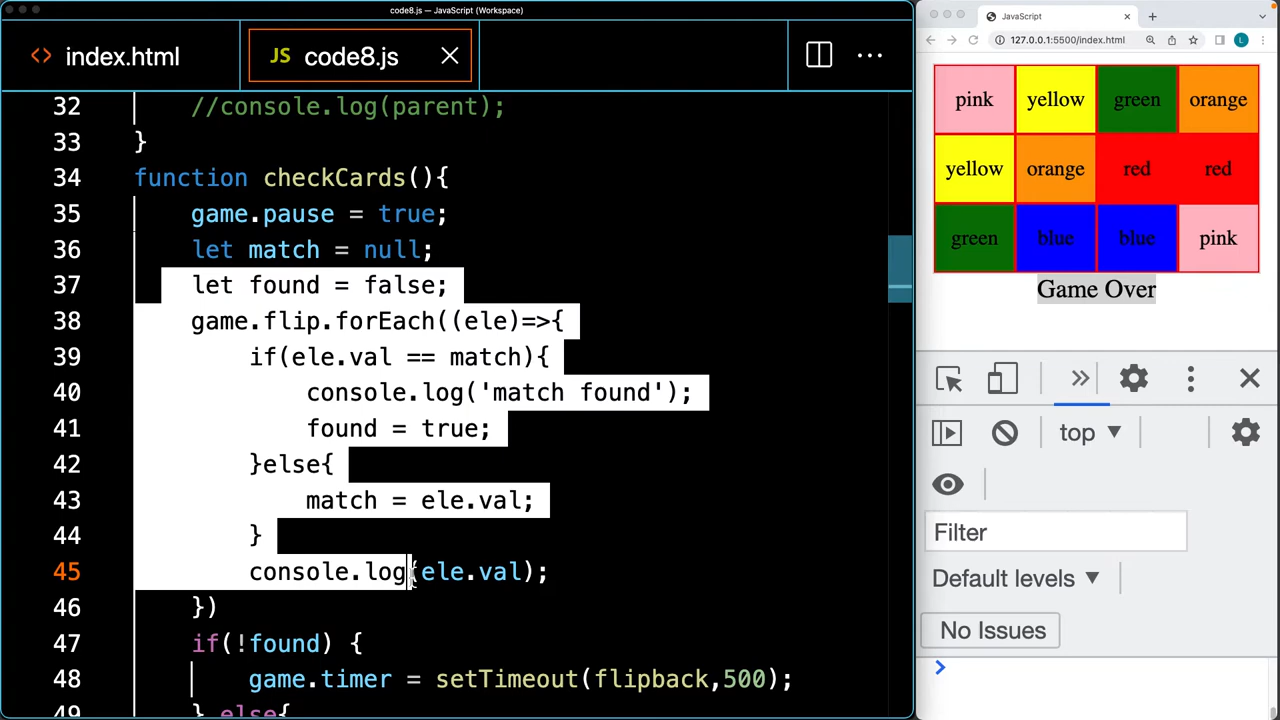 code8.js — JavaScript (Workspace)
index.html
JS code8.js
32 //console.log(parent);
33 }
34 function checkCards(){
35 game.pause = true;
36 let match = null;
37 let found = false;
38 game.flip.forEach((ele)=>{
39 if(ele.val == match){
40 console.log('match found');
41 found = true;
42 }else{
43 match = ele.val;
44 }
45 console.log(ele.val);
46 })
47 if(!found) {
48 game.timer = setTimeout(flipback,500);
49 } else{
JavaScript
127.0.0.1:5500/index.html
L
pink yellow green orange
yellow orange red red
green blue blue pink
Game Over
top
Filter
Default levels
No Issues